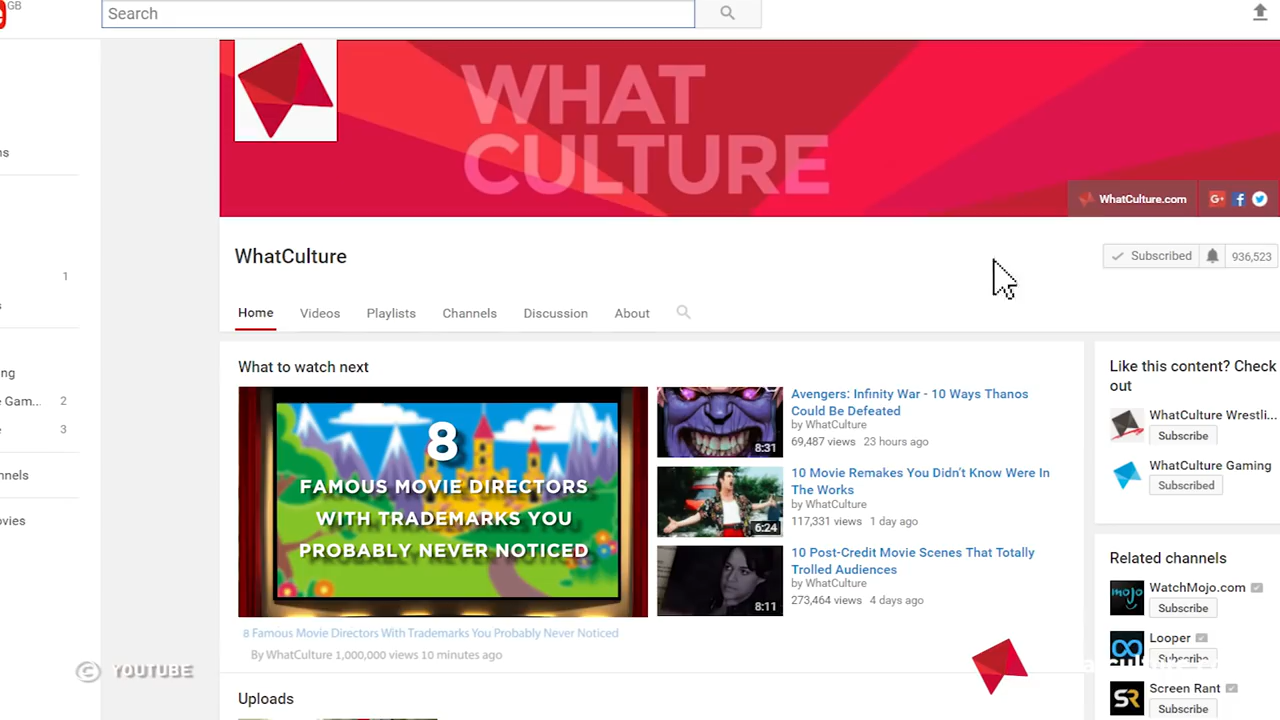 GB
Search
WHAT
CULTURE
WhatCulture.com
WhatCulture
Subscribed
936,523
Home Videos Playlists Channels Discussion About
1
2
3
What to watch next
8
FAMOUS MOVIE DIRECTORS
WITH TRADEMARKS YOU
PROBABLY NEVER NOTICED
8 Famous Movie Directors With Trademarks You Probably Never Noticed
By WhatCulture 1,000,000 views 10 minutes ago
8:31
Avengers: Infinity War - 10 Ways Thanos
Could Be Defeated
by WhatCulture
69,487 views 23 hours ago
6:24
10 Movie Remakes You Didn't Know Were In
The Works
by WhatCulture
117,331 views 1 day ago
8:11
10 Post-Credit Movie Scenes That Totally
Trolled Audiences
by WhatCulture
273,464 views 4 days ago
Like this content? Check
out
WhatCulture Wrestli...
Subscribe
WhatCulture Gaming
Subscribed
Related channels
mojo
WatchMojo.com
Subscribe
Looper
Subscribe
SR
Screen Rant
Subscribe
Uploads
© YOUTUBE